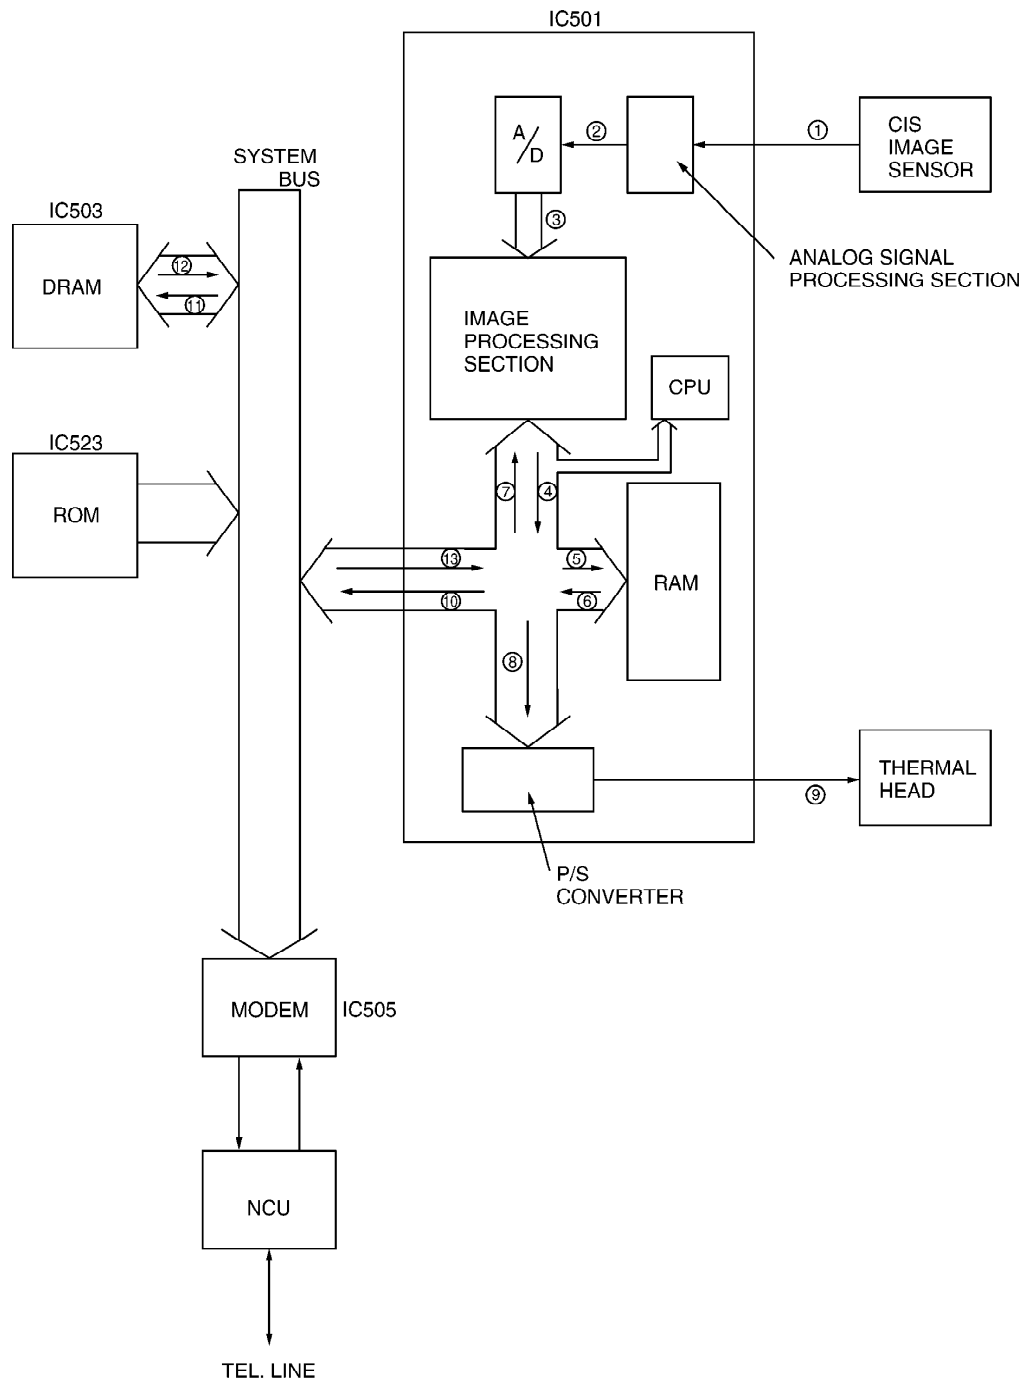 IC501
A/D
②
①
CIS
IMAGE
SENSOR
SYSTEM
BUS
③
IC503
DRAM
⑫
⑪
ANALOG SIGNAL
PROCESSING SECTION
IMAGE
PROCESSING
SECTION
CPU
IC523
ROM
⑦
④
⑬
⑤
RAM
⑩
⑥
⑧
THERMAL
HEAD
⑨
P/S
CONVERTER
MODEM
IC505
NCU
TEL. LINE